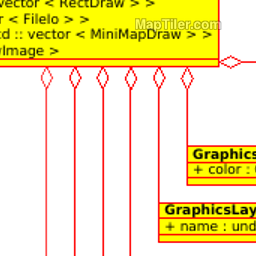 vector < RectDraw > >
r < FileIo > >
td :: vector < MiniMapDraw > >
yImage >
MapTiler.com
Graphics
+ color :
GraphicsLay
+ name : und